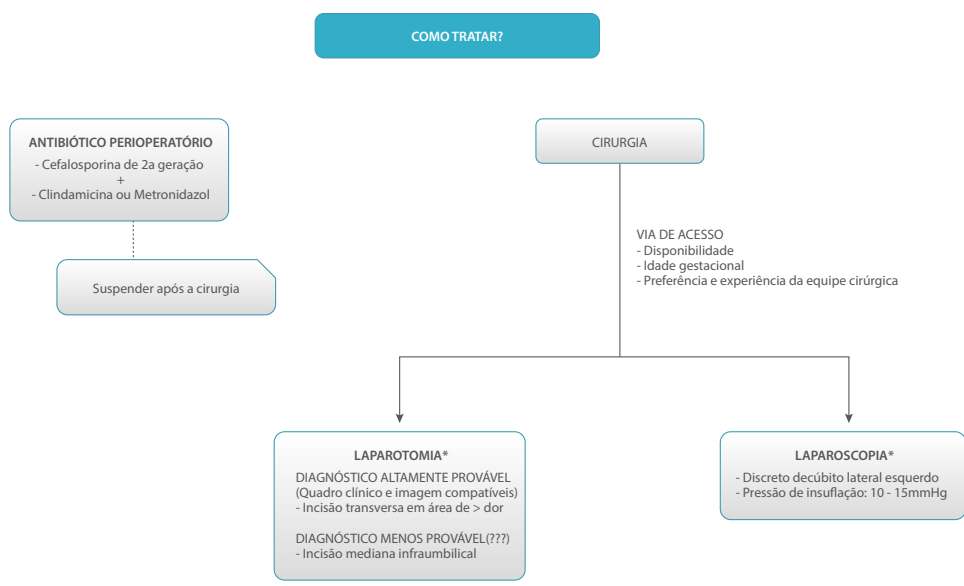 COMO TRATAR?
ANTIBIÓTICO PERIOPERATÓRIO
- Cefalosporina de 2a geração
+
- Clindamicina ou Metronidazol
Suspender após a cirurgia
CIRURGIA
VIA DE ACESSO
- Disponibilidade
- Idade gestacional
- Preferência e experiência da equipe cirúrgica
LAPAROTOMIA*
DIAGNÓSTICO ALTAMENTE PROVÁVEL
(Quadro clínico e imagem compatíveis)
- Incisão transversa em área de > dor
DIAGNÓSTICO MENOS PROVÁVEL(???)
- Incisão mediana infraumbilical
LAPAROSCOPIA*
- Discreto decúbito lateral esquerdo
- Pressão de insuflação: 10 - 15mmHg